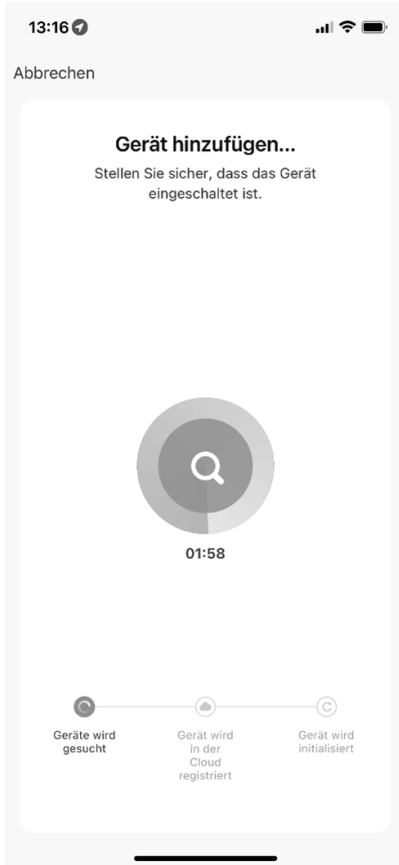 13:16
Abbrechen
Gerät hinzufügen...
Stellen Sie sicher, dass das Gerät
eingeschaltet ist.
01:58
Geräte wird
gesucht
Gerät wird
in der
Cloud
registriert
Gerät wird
initialisiert